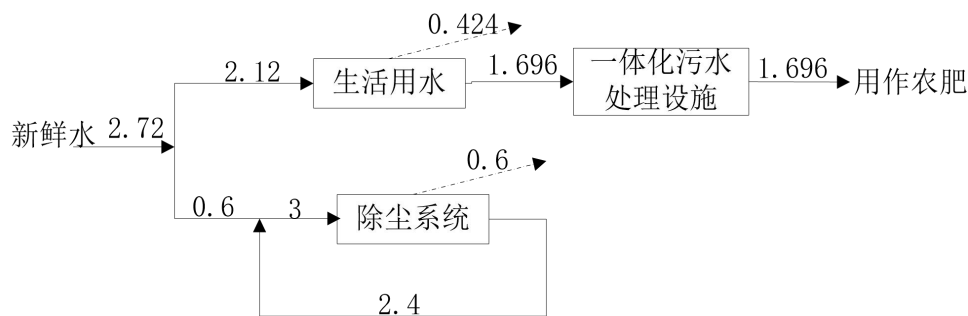 0.424
2.12
生活用水
1.696
一体化污水
处理设施
1.696
用作农肥
新鲜水
2.72
0.6
0.6
3
除尘系统
2.4